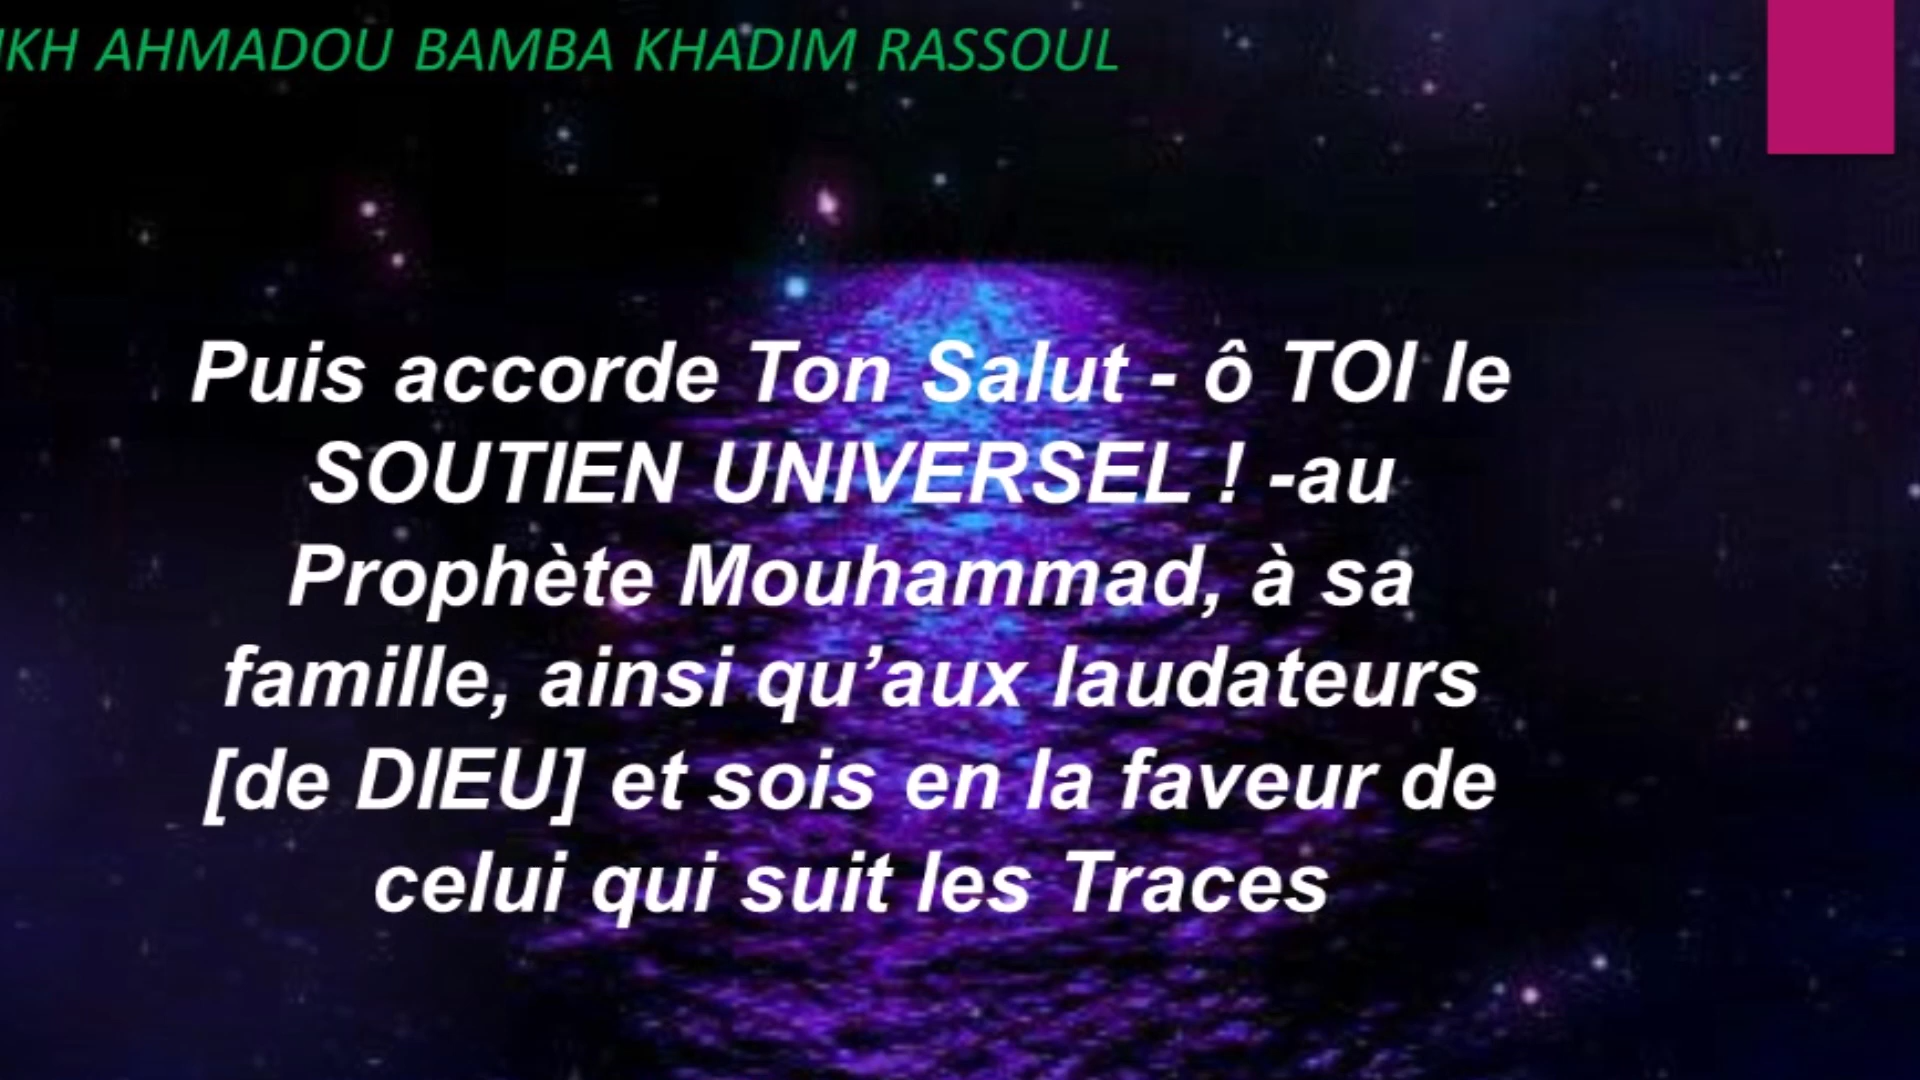 IKH AHMADOU BAMBA KHADIM RASSOUL
Puis accorde Ton Salut - ô TOI le
SOUTIEN UNIVERSEL ! -au
Prophète Mouhammad, à sa
famille, ainsi qu’aux laudateurs
[de DIEU] et sois en la faveur de
celui qui suit les Traces